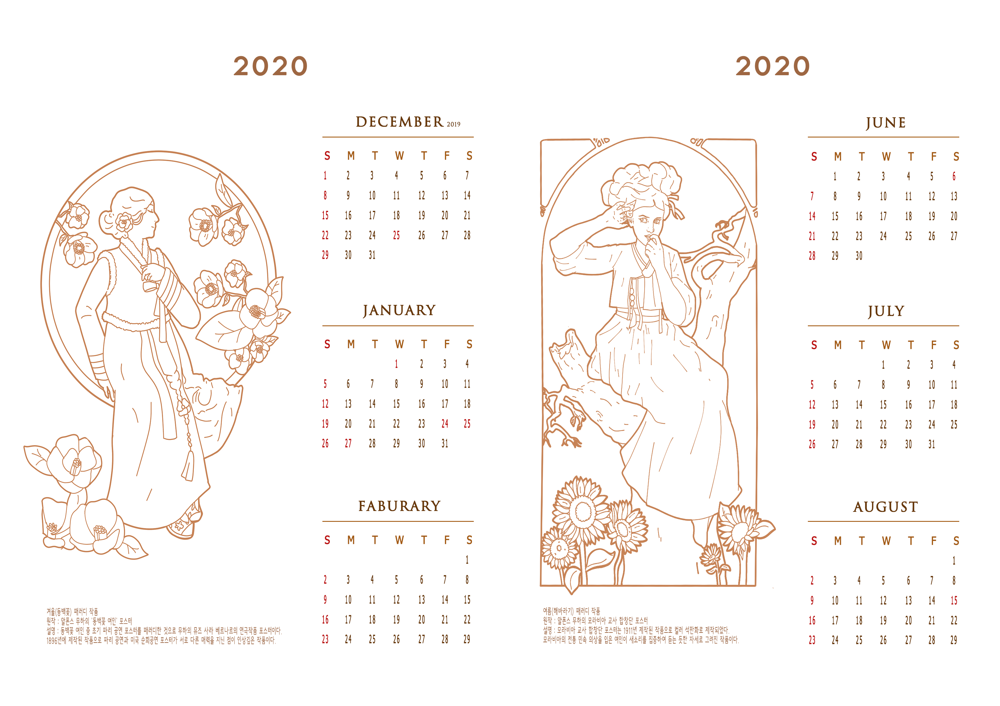 2020
DECEMBER 2019
S M T W T F S
1 2 3 4 5 6 7
8 9 10 11 12 13 14
15 16 17 18 19 20 21
22 23 24 25 26 27 28
29 30 31
JANUARY
S M T W T F S
1 2 3 4
5 6 7 8 9 10 11
12 13 14 15 16 17 18
19 20 21 22 23 24 25
26 27 28 29 30 31
FABURARY
S M T W T F S
1
2 3 4 5 6 7 8
9 10 11 12 13 14 15
16 17 18 19 20 21 22
23 24 25 26 27 28 29
겨울(동백꽃) 패러디 작품
원작 : 알폰스 무하의 '동백꽃 여인' 포스터
설명 : 동백꽃 여인 중 초기 파리 공연 포스터를 패러디한 것으로 무하의 뮤즈 사라 베르나르의 연극작품 포스터이다.
1896년에 제작된 작품으로 파리 공연과 미국 순회공연 포스터가 서로 다른 매력을 지닌 점이 인상깊은 작품이다.
2020
JUNE
S M T W T F S
1 2 3 4 5 6
7 8 9 10 11 12 13
14 15 16 17 18 19 20
21 22 23 24 25 26 27
28 29 30
JULY
S M T W T F S
1 2 3 4
5 6 7 8 9 10 11
12 13 14 15 16 17 18
19 20 21 22 23 24 25
26 27 28 29 30 31
AUGUST
S M T W T F S
1
2 3 4 5 6 7 8
9 10 11 12 13 14 15
16 17 18 19 20 21 22
23 24 25 26 27 28 29
여름(해바라기) 패러디 작품
원작 : 알폰스 무하의 모라비아 교사 합창단 포스터
설명 : 모라비아 교사 합창단 포스터는 1911년 제작된 작품으로 컬러 석판화로 제작되었다.
모라비아의 전통 민속 의상을 입은 여인이 새소리를 집중하여 듣는 듯한 자세로 그려진 작품이다.